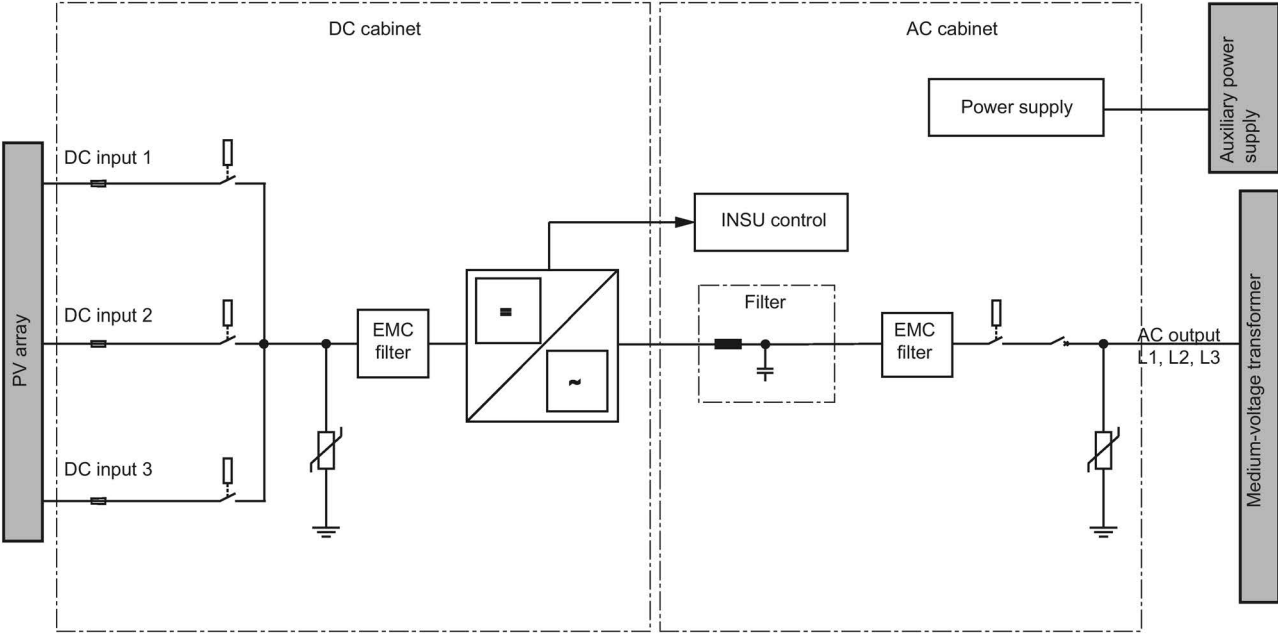 DC cabinet
AC cabinet
Power supply
Auxiliary power
supply
DC input 1
INSU control
DC input 2
EMC
filter
Filter
EMC
filter
AC output
L1, L2, L3
PV array
Medium-voltage transformer
DC input 3